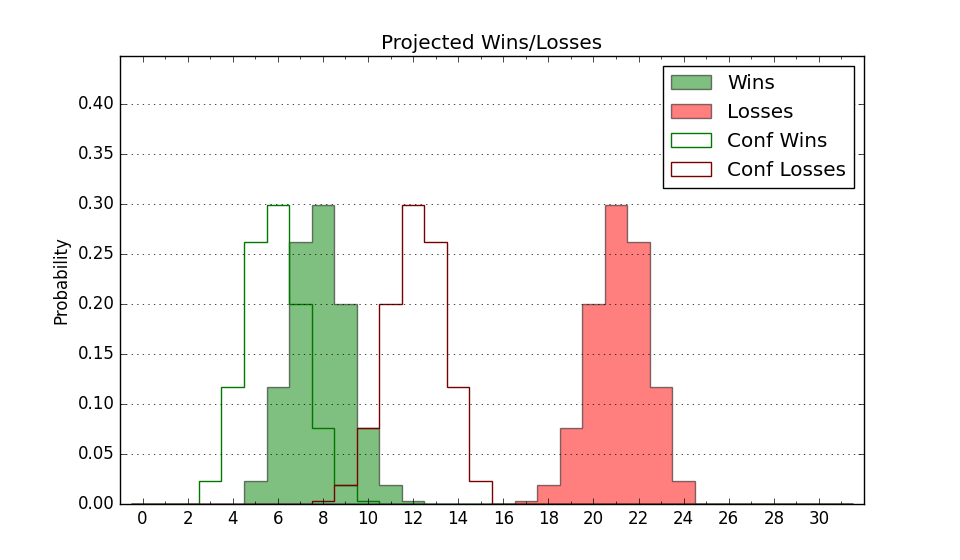 Projected Wins/Losses
Wins
Losses
Conf Wins
Conf Losses
Probability
0.40
0.35
0.30
0.25
0.20
0.15
0.10
0.05
0.00
0 2 4 6 8 10 12 14 16 18 20 22 24 26 28 30